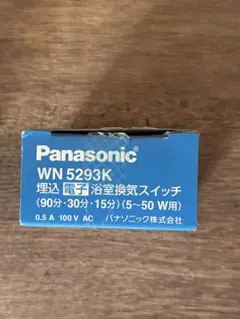 Panasonic
WN 5293K
埋込 電子 浴室換気スイッチ
(90分・30分・15分)(5〜50 W用)
0.5 A 100 V AC パナソニック株式会社